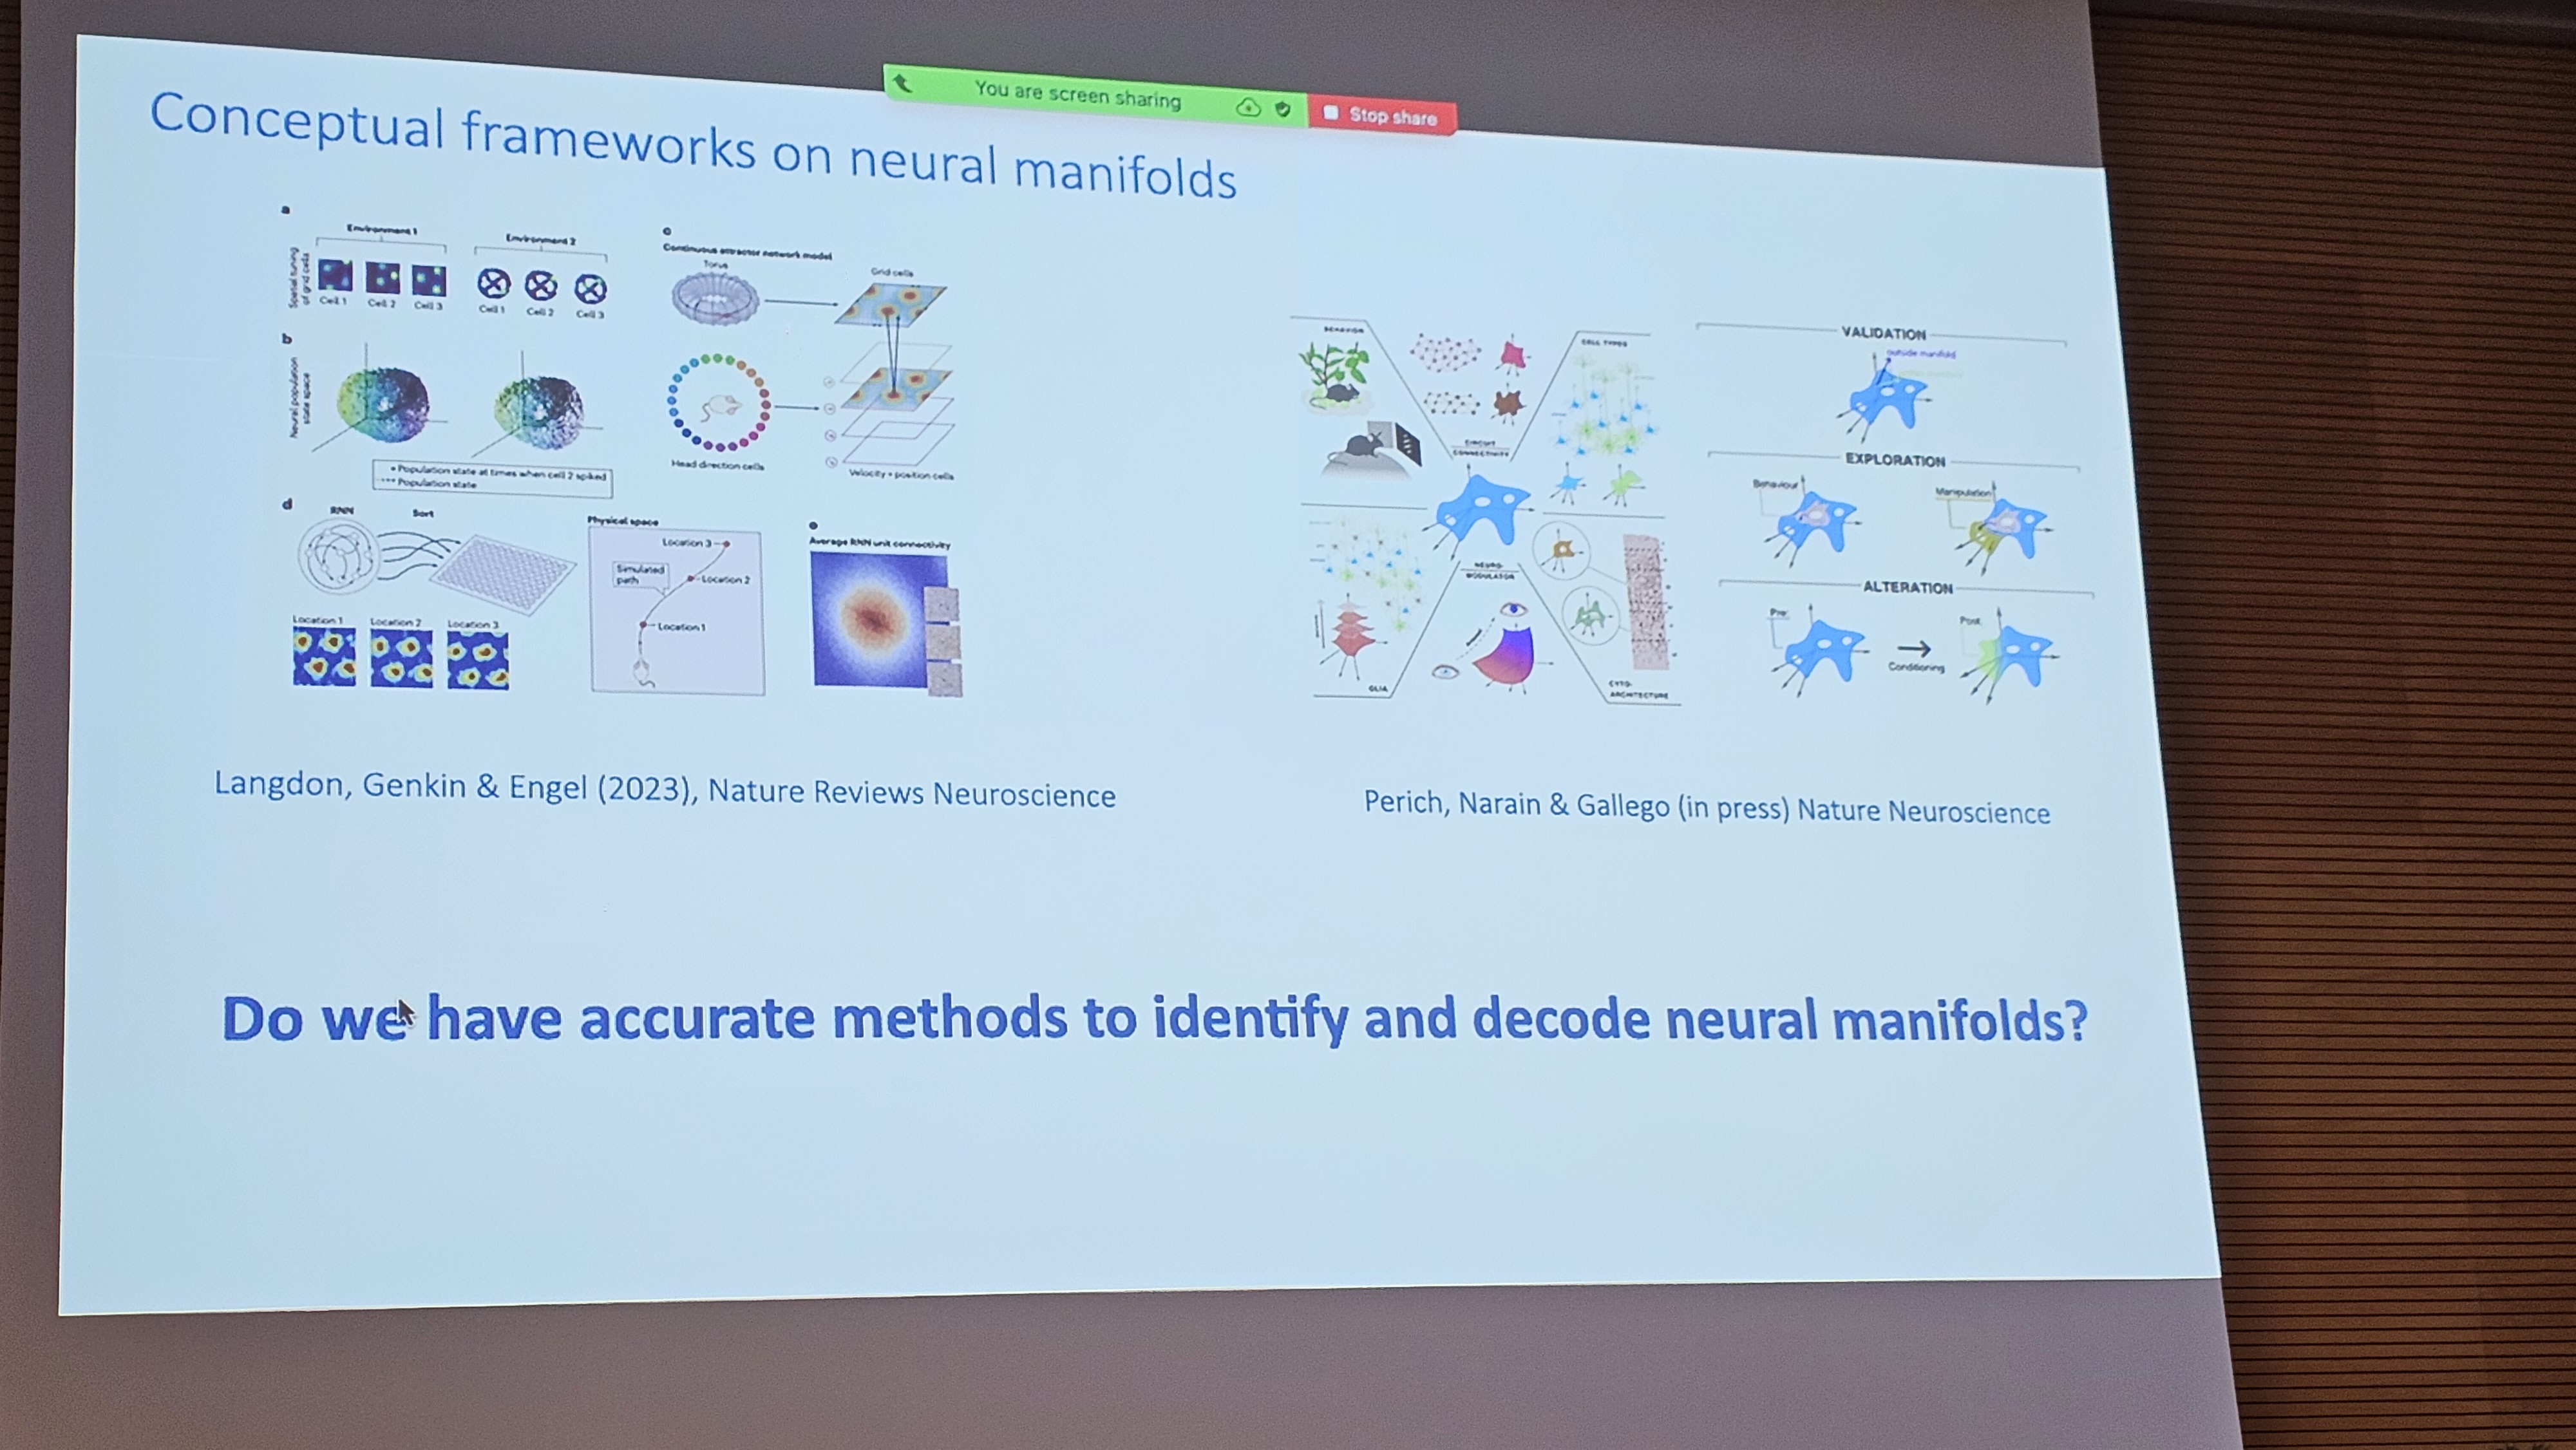 You are screen sharing
Stop share
Conceptual frameworks on neural manifolds
a
Environment 1
Environment 2
Spatial tuning
of grid cells
Cell 1
Cell 2
Cell 3
Cell 1
Cell 2
Cell 3
b
Neural population
state space
Population state at times when cell 2 spiked
Population state
c
Continuous attractor network model
Torus
Grid cells
Head direction cells
Velocity + position cells
d
RNN
Sort
Location 1
Location 2
Location 3
Physical space
Location 3
Simulated
path
Location 2
Location 1
e
Average RNN unit connectivity
BEHAVIOR
CELL TYPES
CIRCUIT
CONNECTIVITY
NEURO-
MODULATOR
GLIA
CYTO-
ARCHITECTURE
VALIDATION
outside manifold
EXPLORATION
Behaviour
Manipulation
ALTERATION
Pre
Conditioning
Post
Langdon, Genkin & Engel (2023), Nature Reviews Neuroscience
Perich, Narain & Gallego (in press) Nature Neuroscience
Do we have accurate methods to identify and decode neural manifolds?